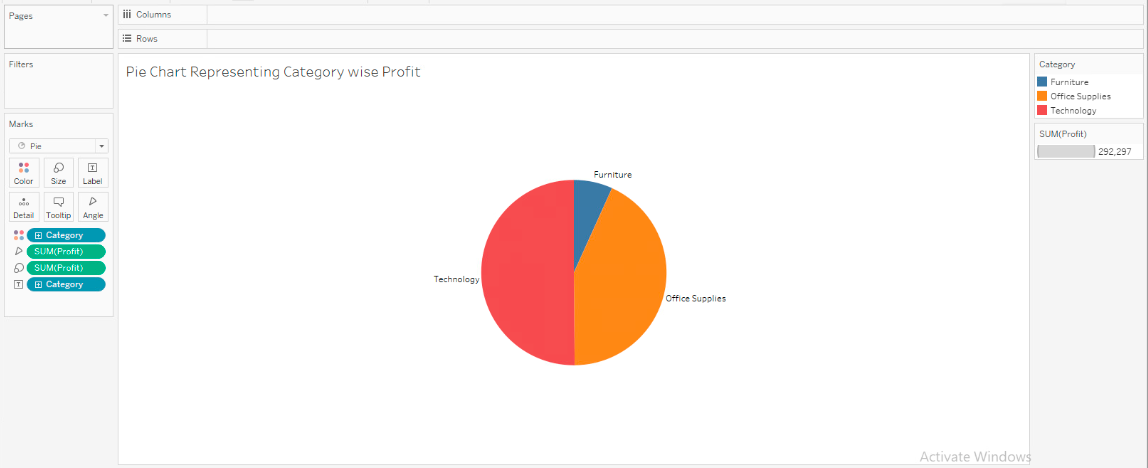 Pages
Columns
Rows
Filters
Marks
Pie
Color
Size
Label
Detail
Tooltip
Angle
Category
SUM(Profit)
SUM(Profit)
Category
Pie Chart Representing Category wise Profit
Furniture
Technology
Office Supplies
Category
Furniture
Office Supplies
Technology
SUM(Profit)
292,297
Activate Windows